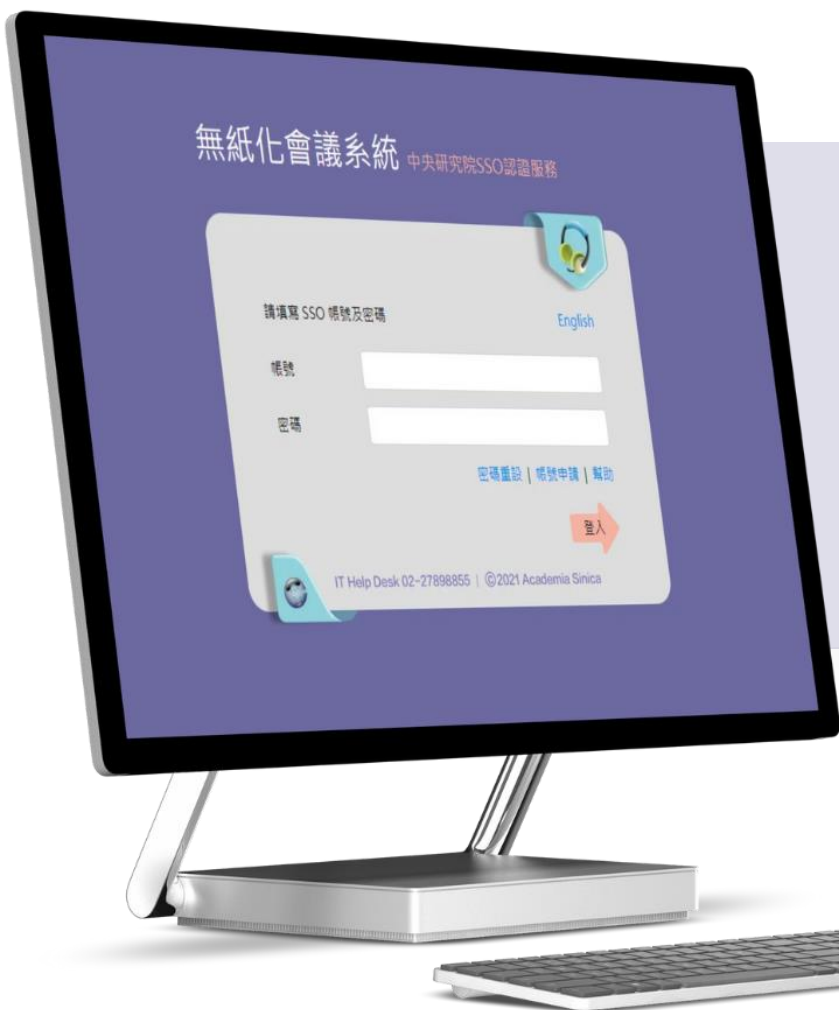 無紙化會議系統 中央研究院SSO認證服務
請填寫 SSO 帳號及密碼 English
帳號
密碼
密碼重設 | 帳號申請 | 幫助
登入
IT Help Desk 02-27898855 | ©2021 Academia Sinica